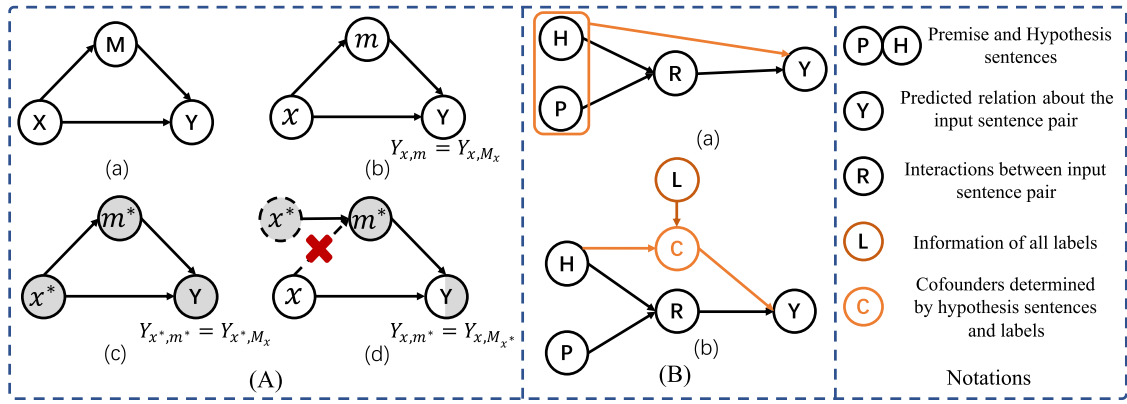 M
X
Y
(a)
m
x
Y
Y_{x,m} = Y_{x,M_x}
(b)
m*
x*
Y
Y_{x*,m*} = Y_{x*,M_x}
(c)
x*
m*
x
Y
Y_{x,m*} = Y_{x,M_{x*}}
(d)
(A)
H
P
R
Y
(a)
L
C
H
R
Y
P
(b)
(B)
P H
Premise and Hypothesis
sentences
Y
Predicted relation about the
input sentence pair
R
Interactions between input
sentence pair
L
Information of all labels
C
Cofounders determined
by hypothesis sentences
and labels
Notations